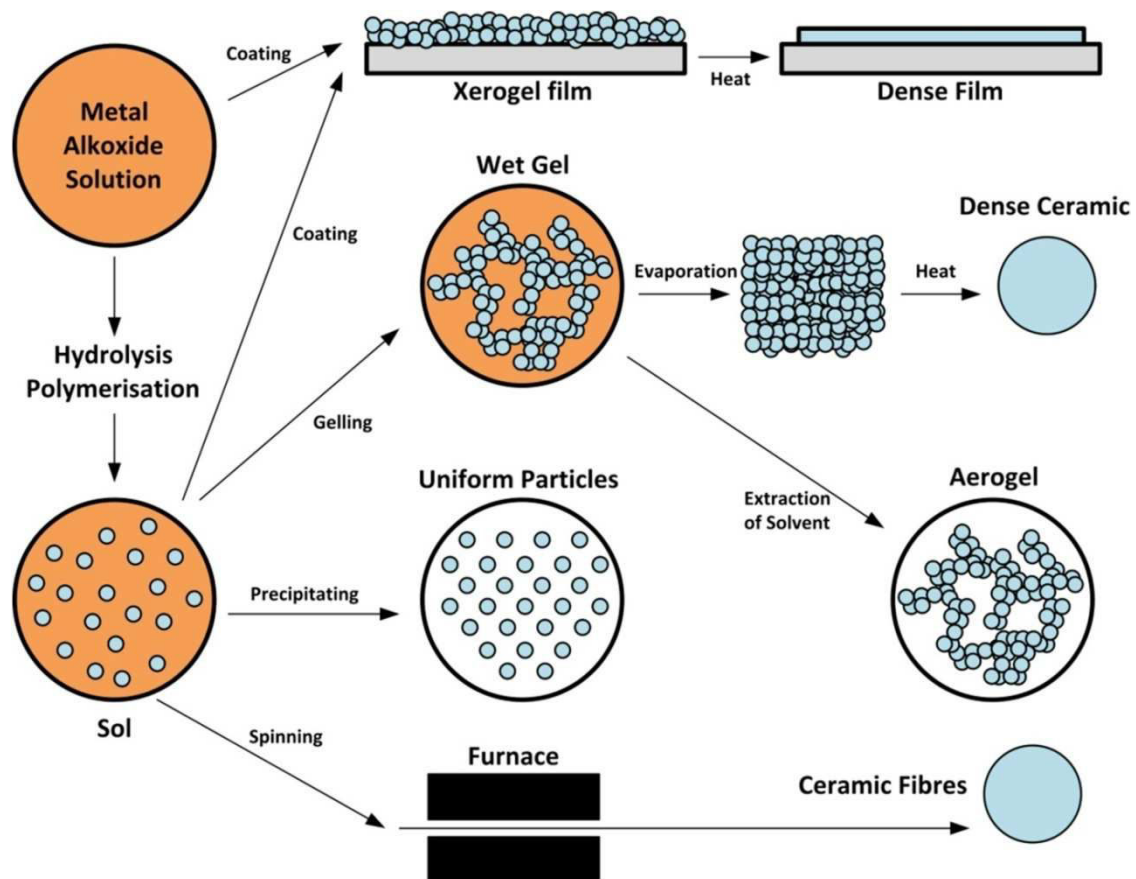 Metal
Alkoxide
Solution
Coating
Xerogel film
Heat
Dense Film
Coating
Wet Gel
Evaporation
Heat
Dense Ceramic
Hydrolysis
Polymerisation
Gelling
Extraction
of Solvent
Aerogel
Uniform Particles
Precipitating
Sol
Spinning
Furnace
Ceramic Fibres